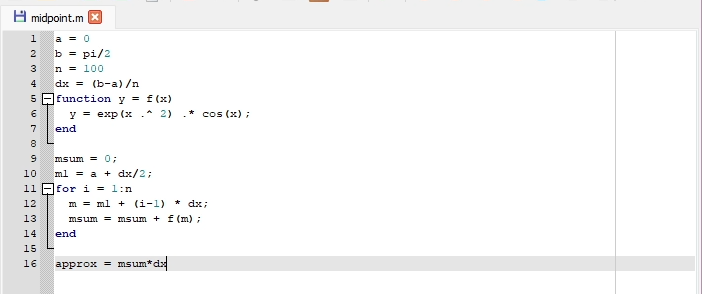 midpoint.m
1 a = 0
2 b = pi/2
3 n = 100
4 dx = (b-a)/n
5 function y = f(x)
6 y = exp(x .^ 2) .* cos(x);
7 end
8
9 msum = 0;
10 m1 = a + dx/2;
11 for i = 1:n
12 m = m1 + (i-1) * dx;
13 msum = msum + f(m);
14 end
15
16 approx = msum*dx